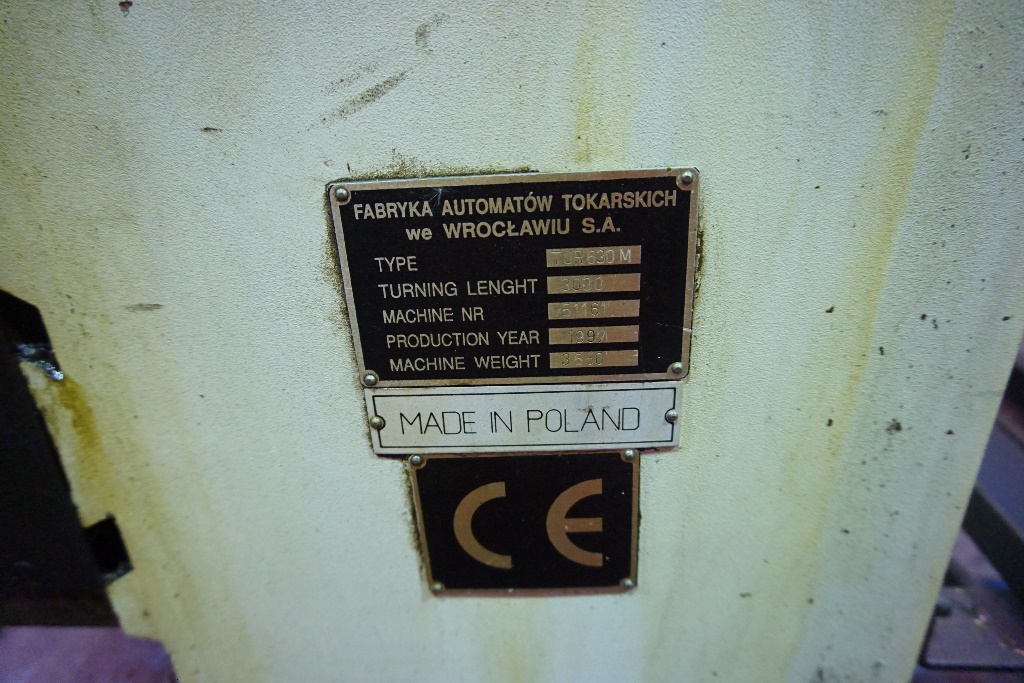 FABRYKA AUTOMATÓW TOKARSKICH
we WROCŁAWIU S.A.
TYPE TUR630M
TURNING LENGHT 3000
MACHINE NR
PRODUCTION YEAR
MACHINE WEIGHT
MADE IN POLAND
CE